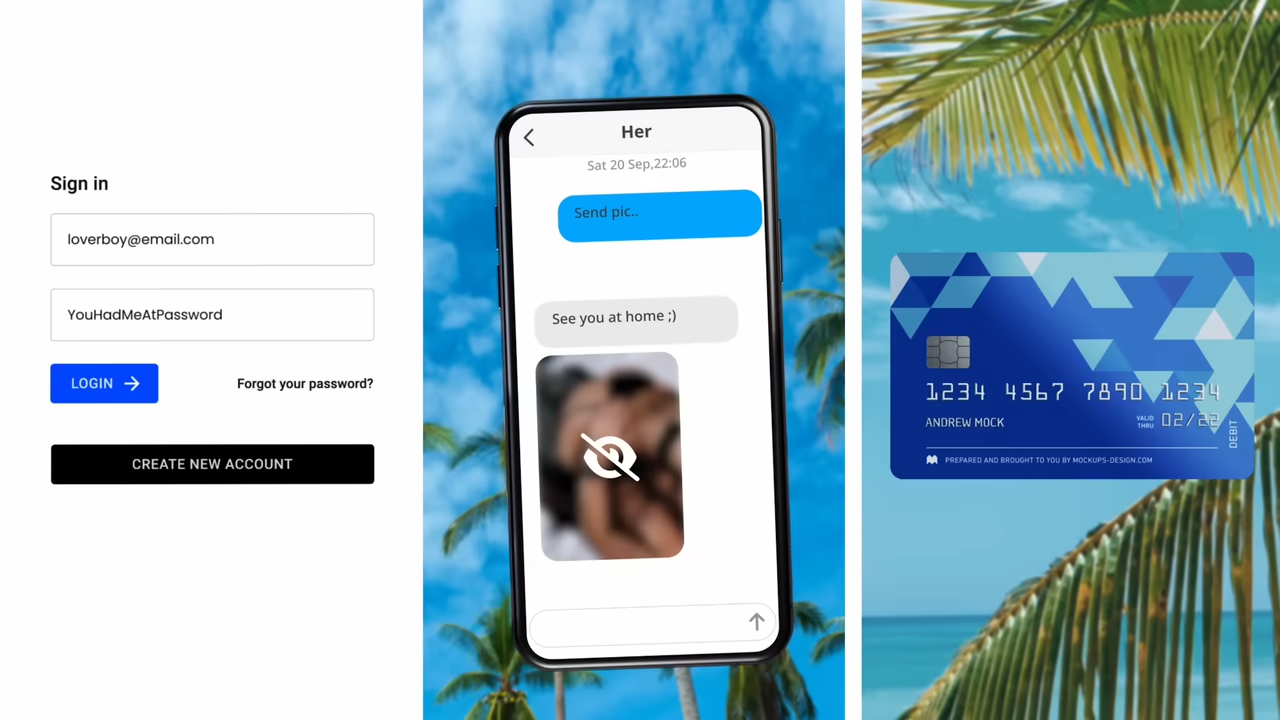 Sign in
loverboy@email.com
YouHadMeAtPassword
LOGIN
Forgot your password?
CREATE NEW ACCOUNT
Her
Sat 20 Sep,22:06
Send pic..
See you at home ;)
1234 4567 7890 1234
ANDREW MOCK
VALID THRU 02/22
DEBIT
PREPARED AND BROUGHT TO YOU BY MOCKUPS-DESIGN.COM